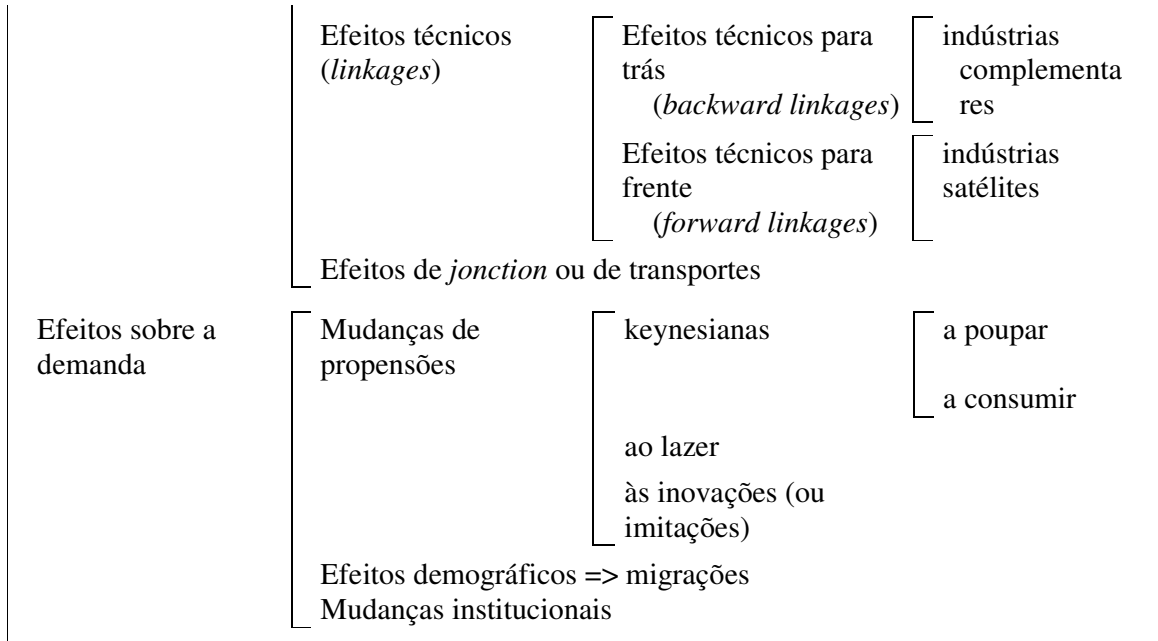 Efeitos técnicos
(linkages)
Efeitos técnicos para
trás
(backward linkages)
indústrias
complementa
res
Efeitos técnicos para
frente
(forward linkages)
indústrias
satélites
Efeitos de jonction ou de transportes
Efeitos sobre a
demanda
Mudanças de
propensões
keynesianas
a poupar
a consumir
ao lazer
às inovações (ou
imitações)
Efeitos demográficos => migrações
Mudanças institucionais